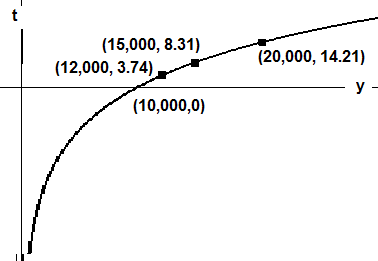 t
(15,000, 8.31)
(12,000, 3.74)
(20,000, 14.21)
y
(10,000,0)